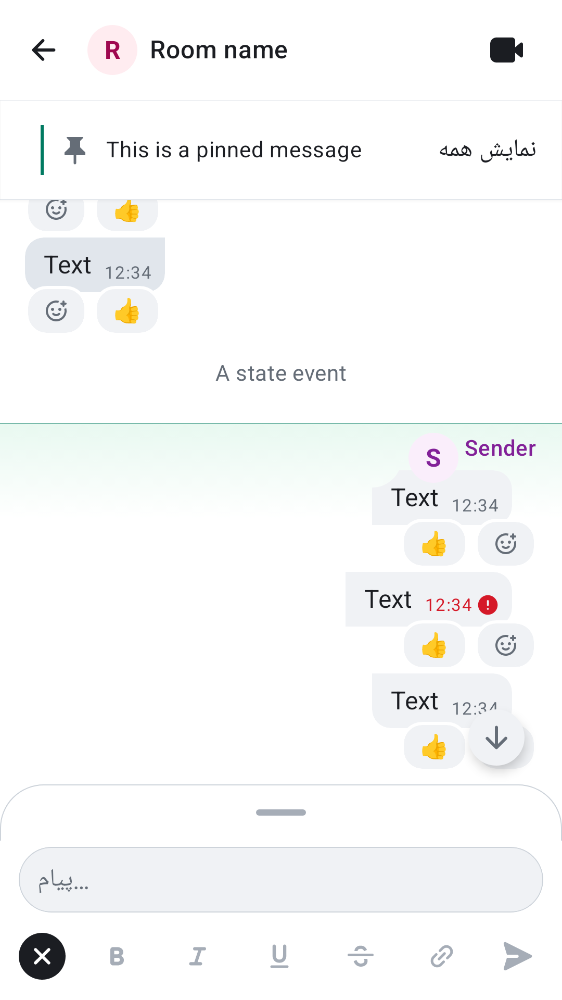 R Room name
This is a pinned message نمایش همه
👍
Text 12:34
👍
A state event
S Sender
Text 12:34
👍
Text 12:34
👍
Text 12:34
👍
پیام…
B I U S